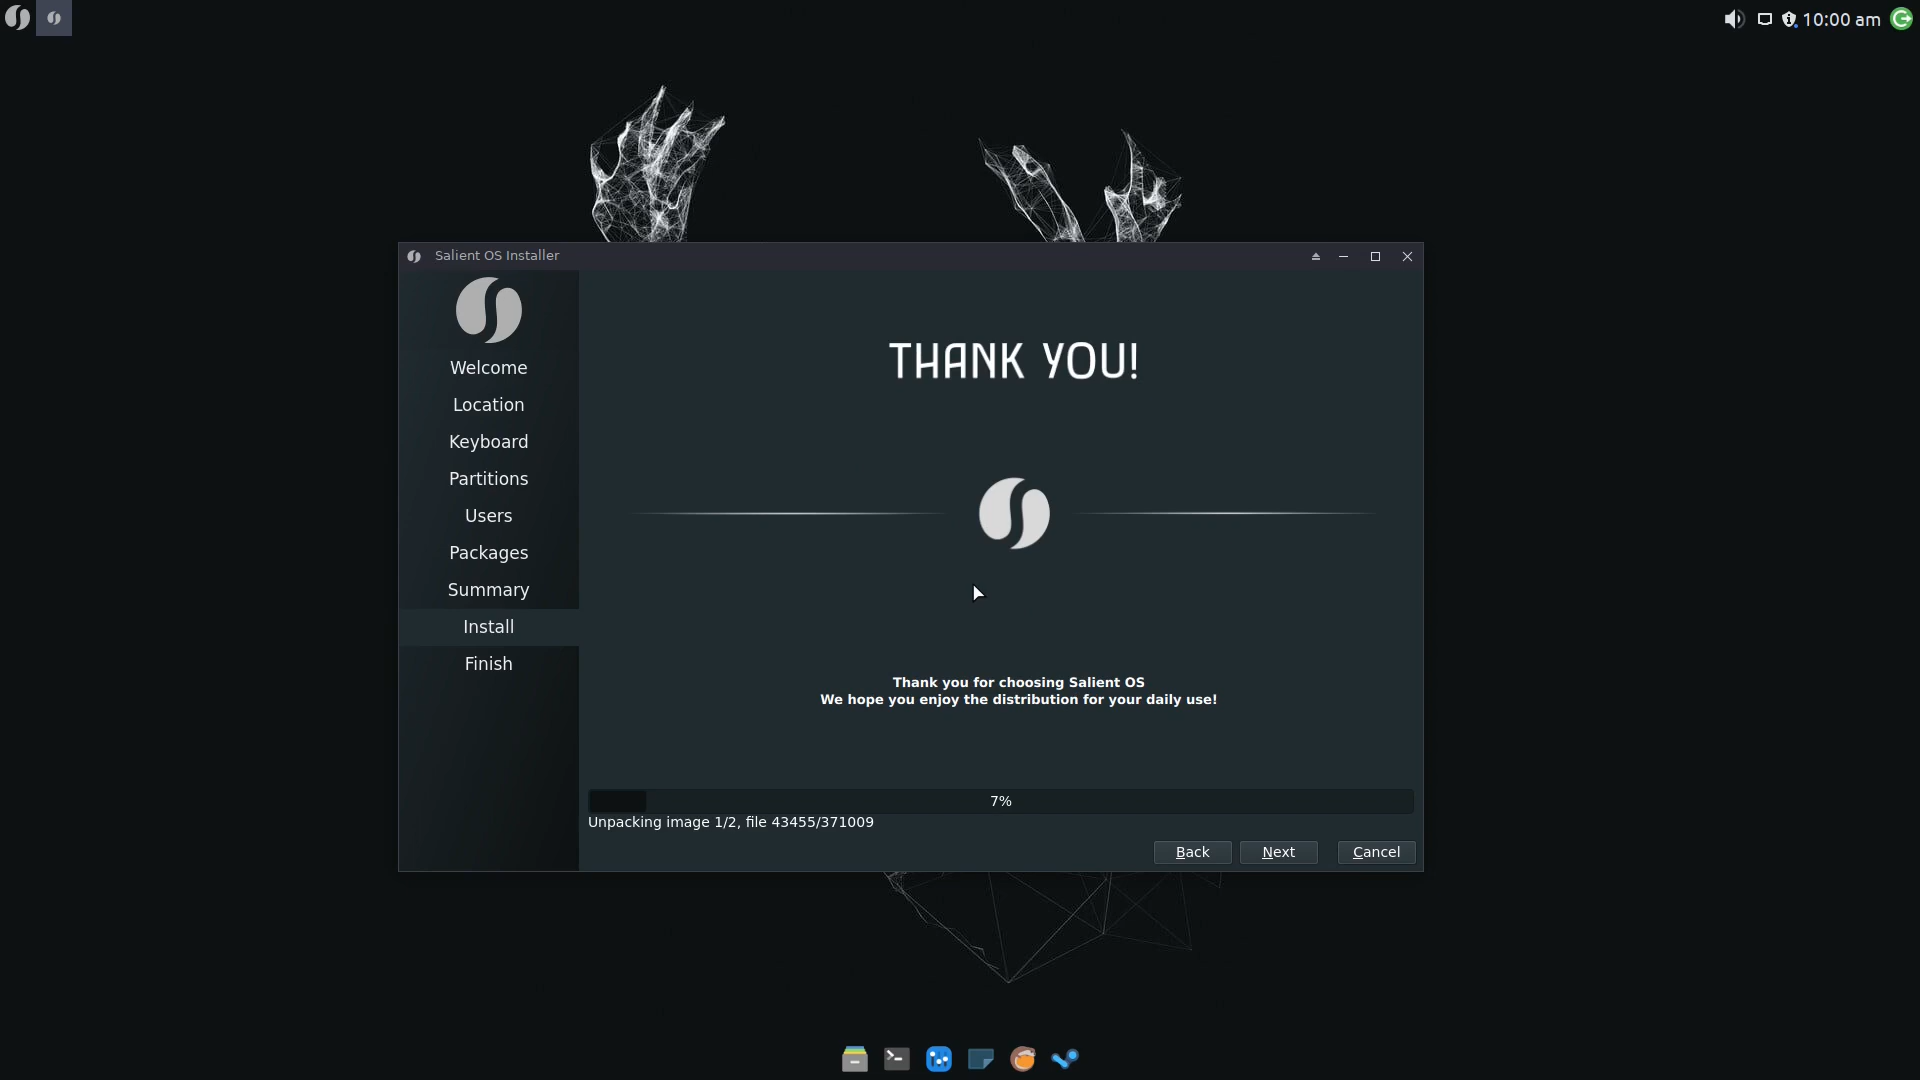 10:00 am
Salient OS Installer
Welcome
Location
Keyboard
Partitions
Users
Packages
Summary
Install
Finish
THANK YOU!
Thank you for choosing Salient OS
We hope you enjoy the distribution for your daily use!
7%
Unpacking image 1/2, file 43455/371009
Back
Next
Cancel